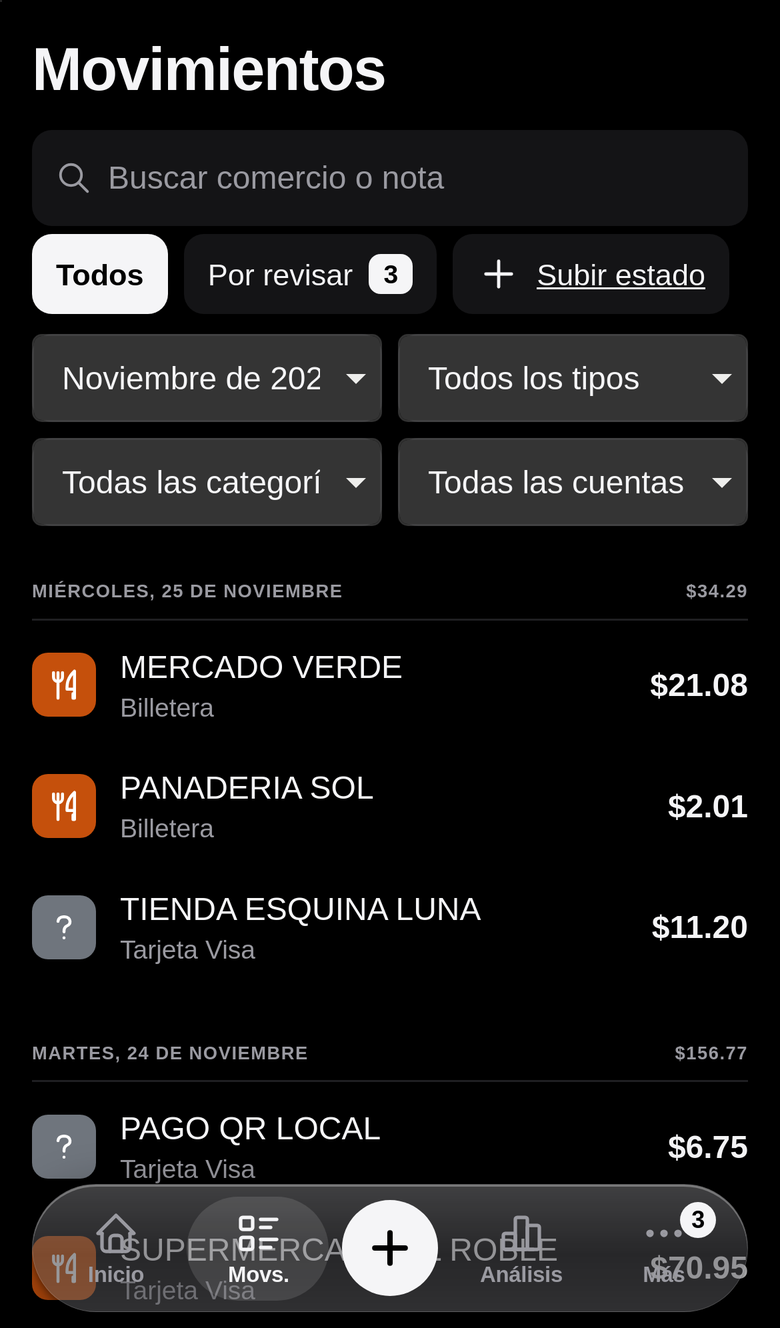 Movimientos
Buscar comercio o nota
Todos
Por revisar 3
Subir estado
Noviembre de 202
Todos los tipos
Todas las categorí
Todas las cuentas
MIÉRCOLES, 25 DE NOVIEMBRE $34.29
MERCADO VERDE
Billetera
$21.08
PANADERIA SOL
Billetera
$2.01
? TIENDA ESQUINA LUNA
Tarjeta Visa
$11.20
MARTES, 24 DE NOVIEMBRE $156.77
? PAGO QR LOCAL
Tarjeta Visa
$6.75
SUPERMERCA
ROBLE
$70.95
Tarjeta Visa
Inicio
Movs.
Análisis
Más
3